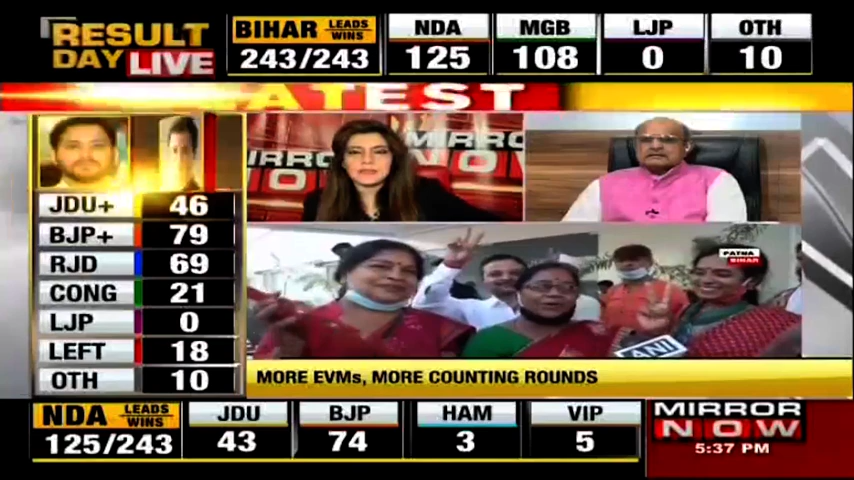 RESULT
DAY LIVE
BIHAR LEADS WINS
243/243
NDA
125
MGB
108
LJP
0
OTH
10
LATEST
JDU+ 46
BJP+ 79
RJD 69
CONG 21
LJP 0
LEFT 18
OTH 10
MIRROR
NOW
MIRROR
NOW
PATNA
BIHAR
ANI
MORE EVMs, MORE COUNTING ROUNDS
NDA LEADS WINS
125/243
JDU
43
BJP
74
HAM
3
VIP
5
MIRROR
NOW
5:37 PM